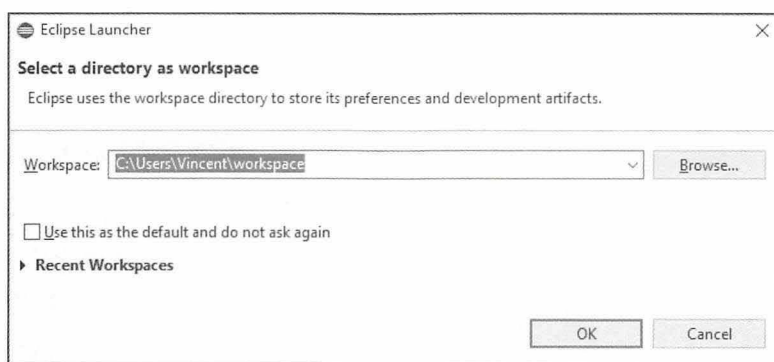 Eclipse Launcher
Select a directory as workspace
Eclipse uses the workspace directory to store its preferences and development artifacts.
Workspace: C:\Users\Vincent\workspace Browse...
Use this as the default and do not ask again
Recent Workspaces
OK Cancel